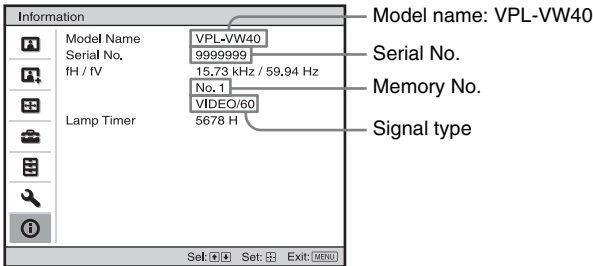 Information
Model Name VPL-VW40
Serial No. 9999999
fH / fV 15.73 kHz / 59.94 Hz
No. 1
VIDEO/60
Lamp Timer 5678 H
Sel: Set: Exit: MENU
Model name: VPL-VW40
Serial No.
Memory No.
Signal type